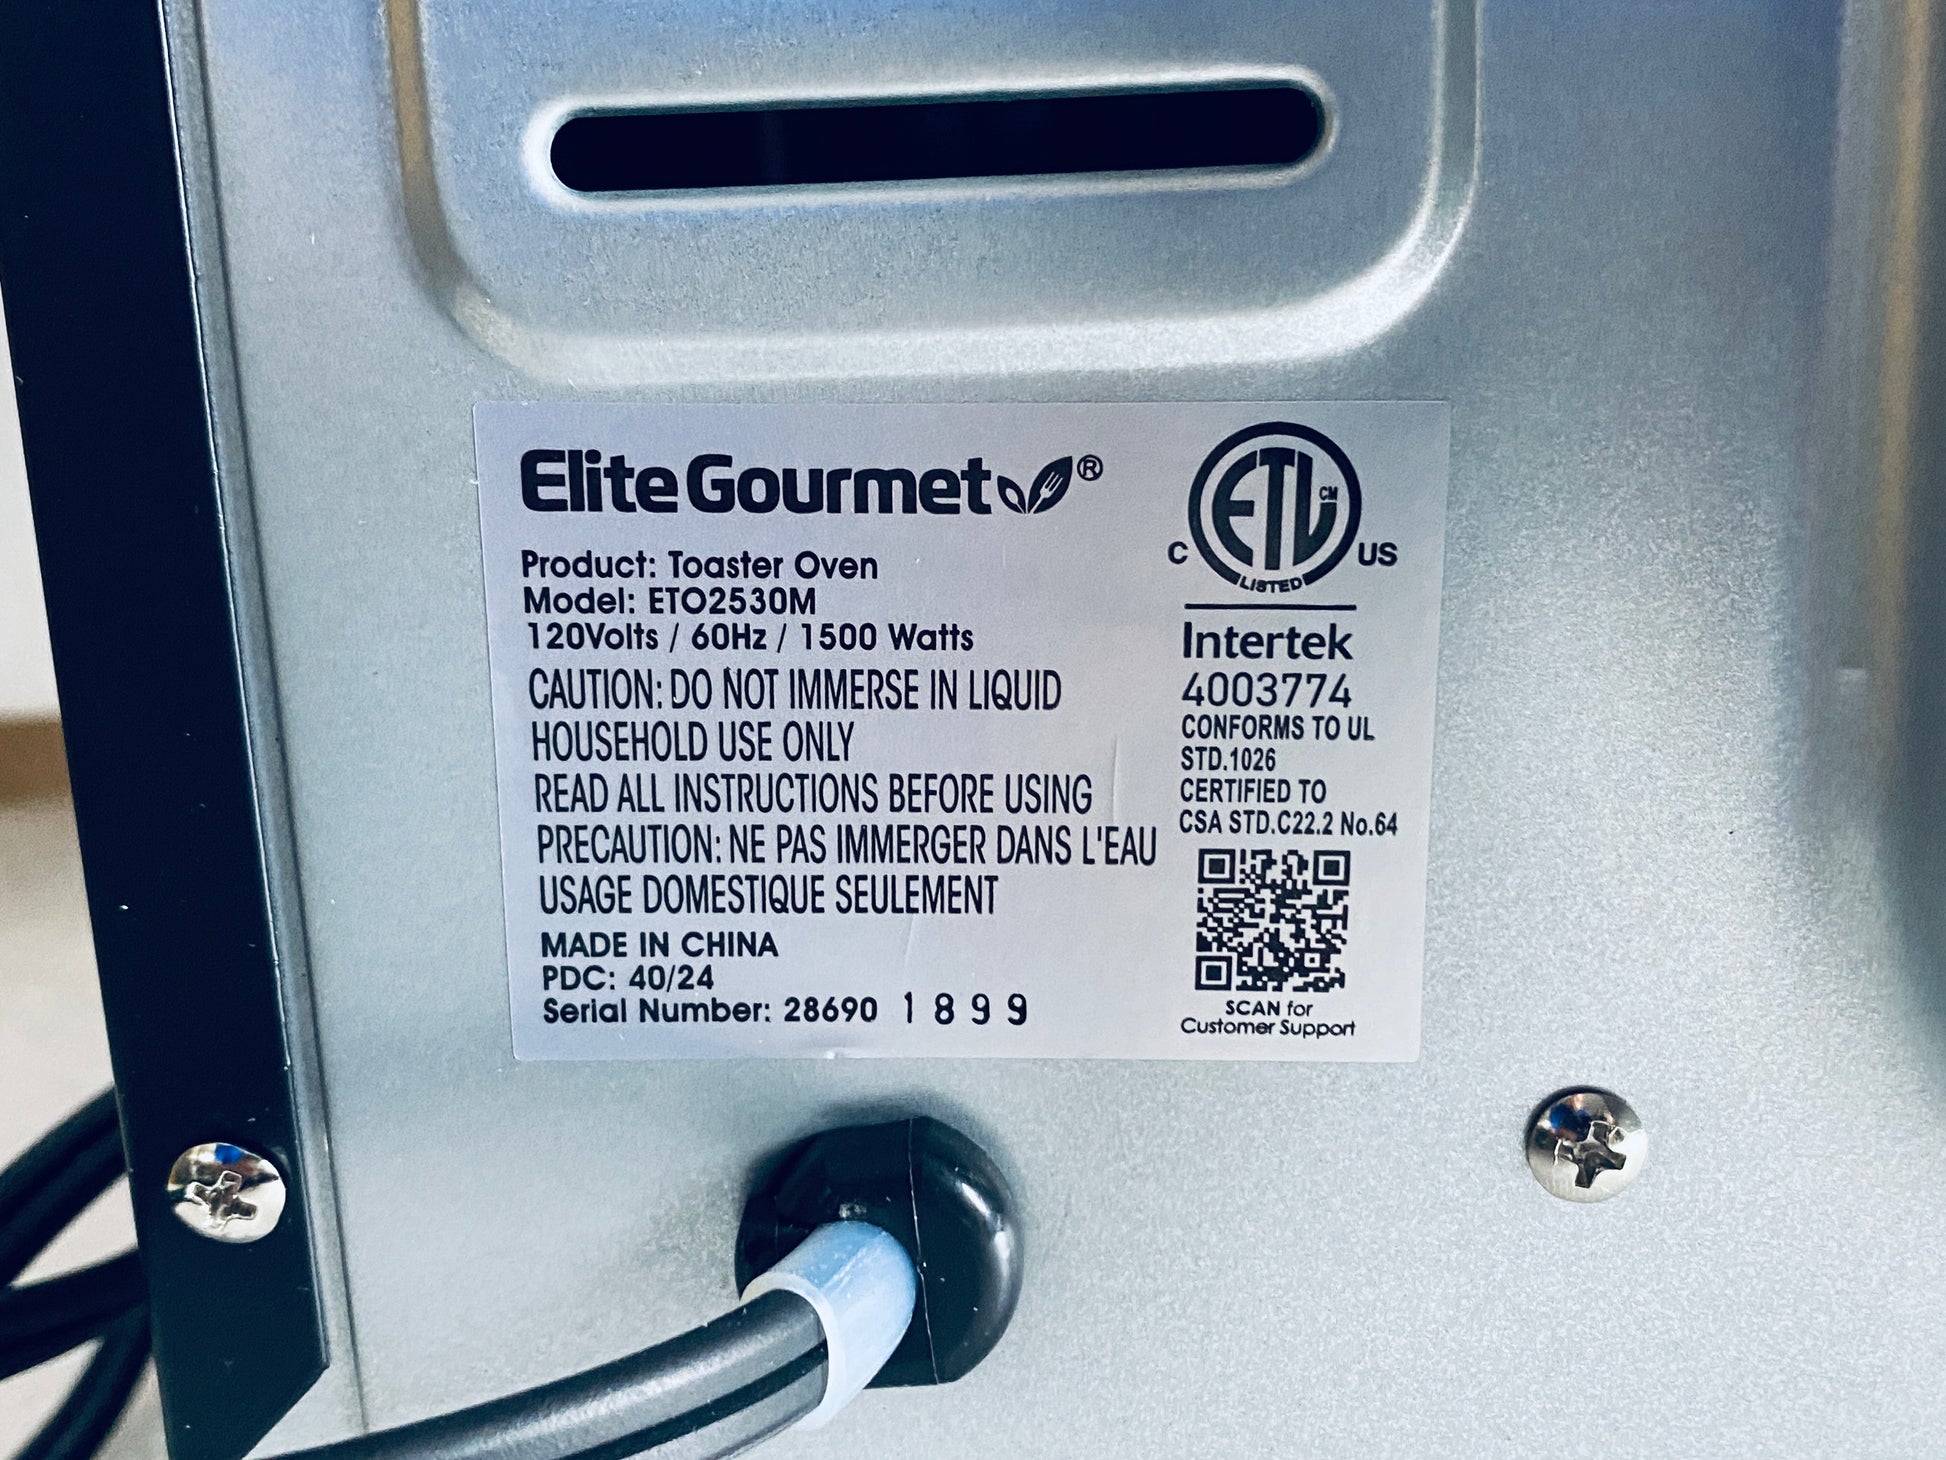 Elite Gourmet®
Product: Toaster Oven
Model: ETO2530M
120Volts / 60Hz / 1500 Watts
CAUTION: DO NOT IMMERSE IN LIQUID
HOUSEHOLD USE ONLY
READ ALL INSTRUCTIONS BEFORE USING
PRECAUTION: NE PAS IMMERGER DANS L'EAU
USAGE DOMESTIQUE SEULEMENT
MADE IN CHINA
PDC: 40/24
Serial Number: 28690 1899
ETL CM
C US
LISTED
Intertek
4003774
CONFORMS TO UL
STD.1026
CERTIFIED TO
CSA STD.C22.2 No.64
SCAN for
Customer Support